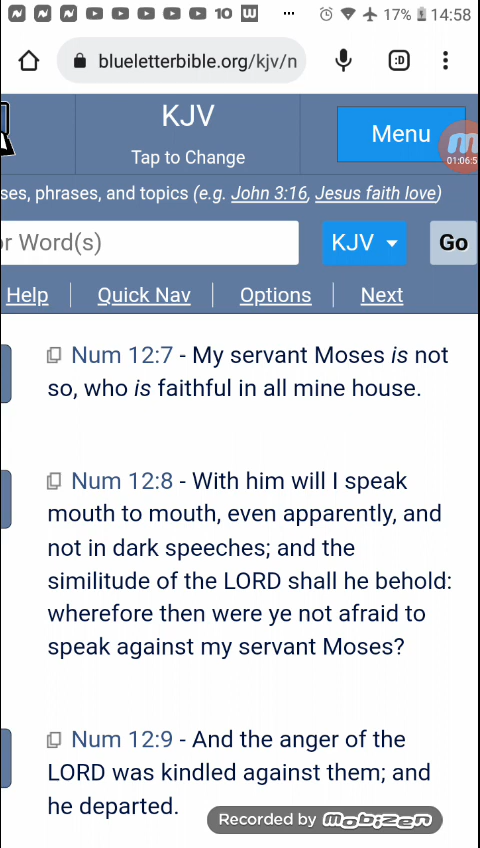 10 W ... 17% 14:58
blueletterbible.org/kjv/n :D
KJV
Tap to Change
Menu
01:06:5
ses, phrases, and topics (e.g. John 3:16, Jesus faith love)
or Word(s) KJV Go
Help Quick Nav Options Next
Num 12:7 - My servant Moses is not
so, who is faithful in all mine house.
Num 12:8 - With him will I speak
mouth to mouth, even apparently, and
not in dark speeches; and the
similitude of the LORD shall he behold:
wherefore then were ye not afraid to
speak against my servant Moses?
Num 12:9 - And the anger of the
LORD was kindled against them; and
he departed.
Recorded by Mobizen